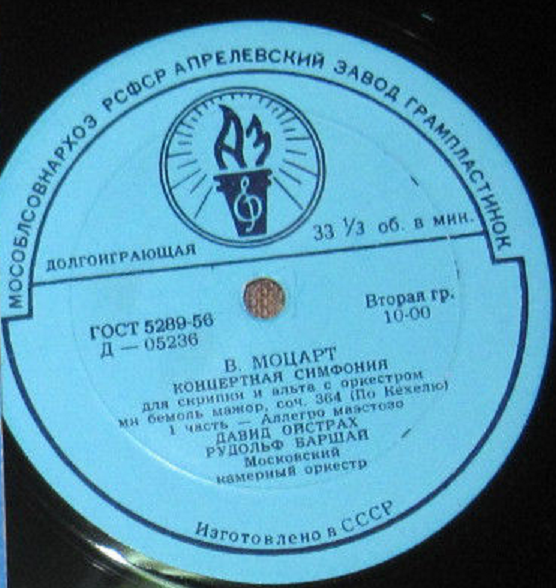 МОСОБЛСОВНАРХОЗ РСФСР АПРЕЛЕВСКИЙ ЗАВОД ГРАМПЛАСТИНОК
АЗ
ДОЛГОИГРАЮЩАЯ
33 1/3 об. в мин.
ГОСТ 5289-56
Д — 05236
Вторая гр.
10-00
В. МОЦАРТ
КОНЦЕРТНАЯ СИМФОНИЯ
для скрипки и альта с оркестром
ми бемоль мажор, соч. 364 (По Кехелю)
1 часть — Аллегро маэстозо
ДАВИД ОЙСТРАХ
РУДОЛЬФ БАРШАЙ
Московский
камерный оркестр
Изготовлено в СССР